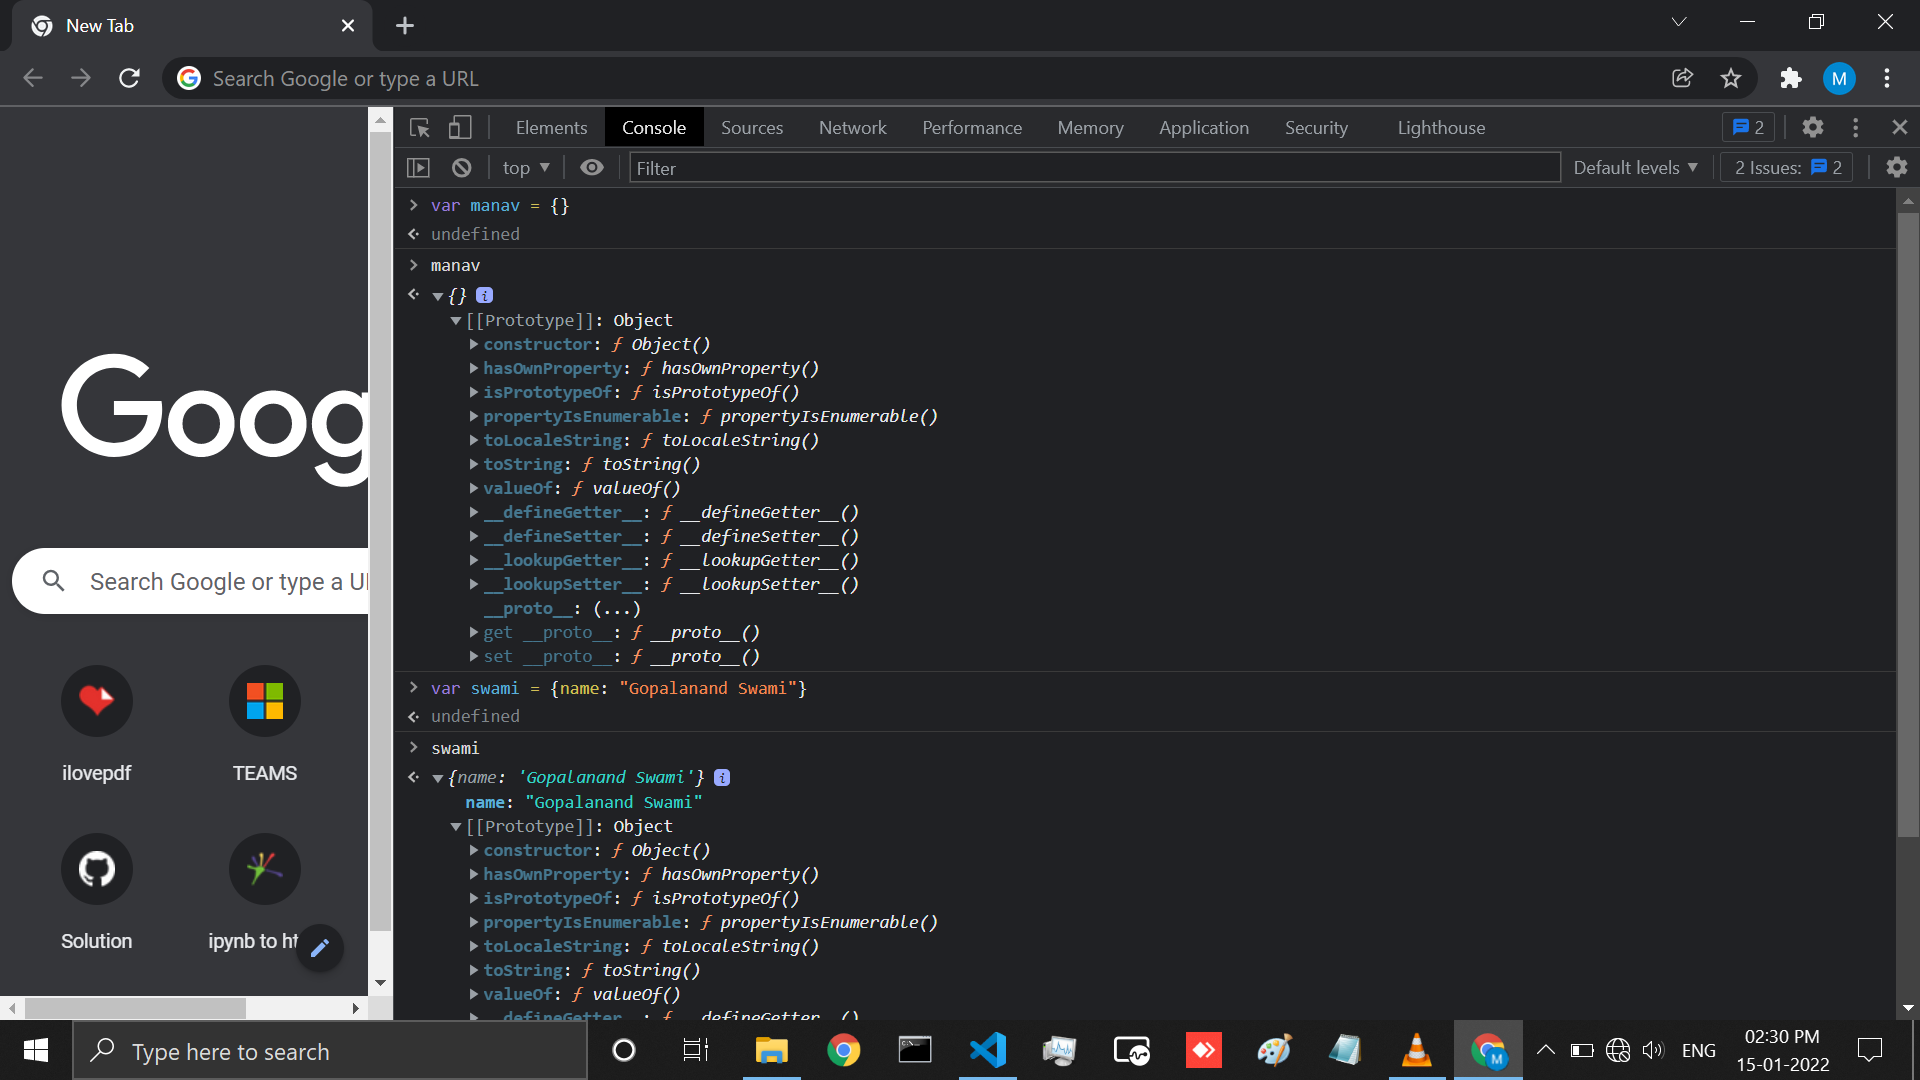 New Tab
Search Google or type a URL
M
Elements Console Sources Network Performance Memory Application Security Lighthouse 2
top Filter Default levels 2 Issues: 2
> var manav = {}
undefined
> manav
{} i
[[Prototype]]: Object
constructor: ƒ Object()
hasOwnProperty: ƒ hasOwnProperty()
isPrototypeOf: ƒ isPrototypeOf()
propertyIsEnumerable: ƒ propertyIsEnumerable()
toLocaleString: ƒ toLocaleString()
toString: ƒ toString()
valueOf: ƒ valueOf()
__defineGetter__: ƒ __defineGetter__()
__defineSetter__: ƒ __defineSetter__()
__lookupGetter__: ƒ __lookupGetter__()
__lookupSetter__: ƒ __lookupSetter__()
__proto__: (...)
get __proto__: ƒ __proto__()
set __proto__: ƒ __proto__()
> var swami = {name: "Gopalanand Swami"}
undefined
> swami
{name: 'Gopalanand Swami'} i
name: "Gopalanand Swami"
[[Prototype]]: Object
constructor: ƒ Object()
hasOwnProperty: ƒ hasOwnProperty()
isPrototypeOf: ƒ isPrototypeOf()
propertyIsEnumerable: ƒ propertyIsEnumerable()
toLocaleString: ƒ toLocaleString()
toString: ƒ toString()
valueOf: ƒ valueOf()
__defineGetter__: ƒ __defineGetter__()
Goog
Search Google or type a U
ilovepdf TEAMS
Solution ipynb to ht
Type here to search
M
ENG
02:30 PM
15-01-2022